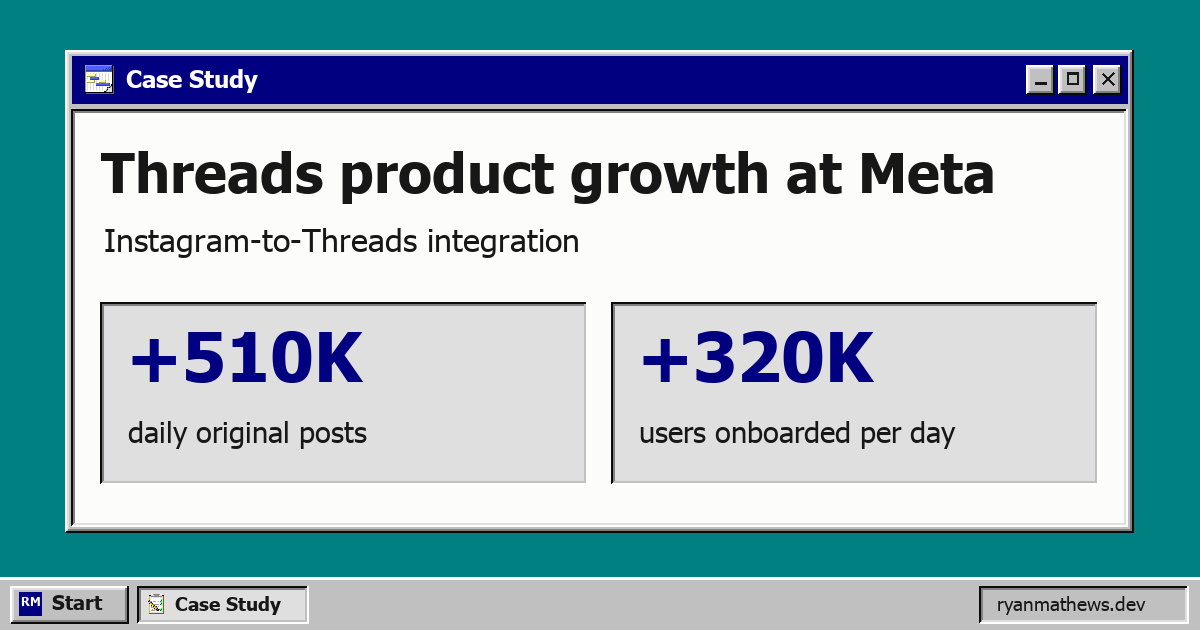 Case Study
Threads product growth at Meta
Instagram-to-Threads integration
+510K
daily original posts
+320K
users onboarded per day
RM Start
Case Study
ryanmathews.dev